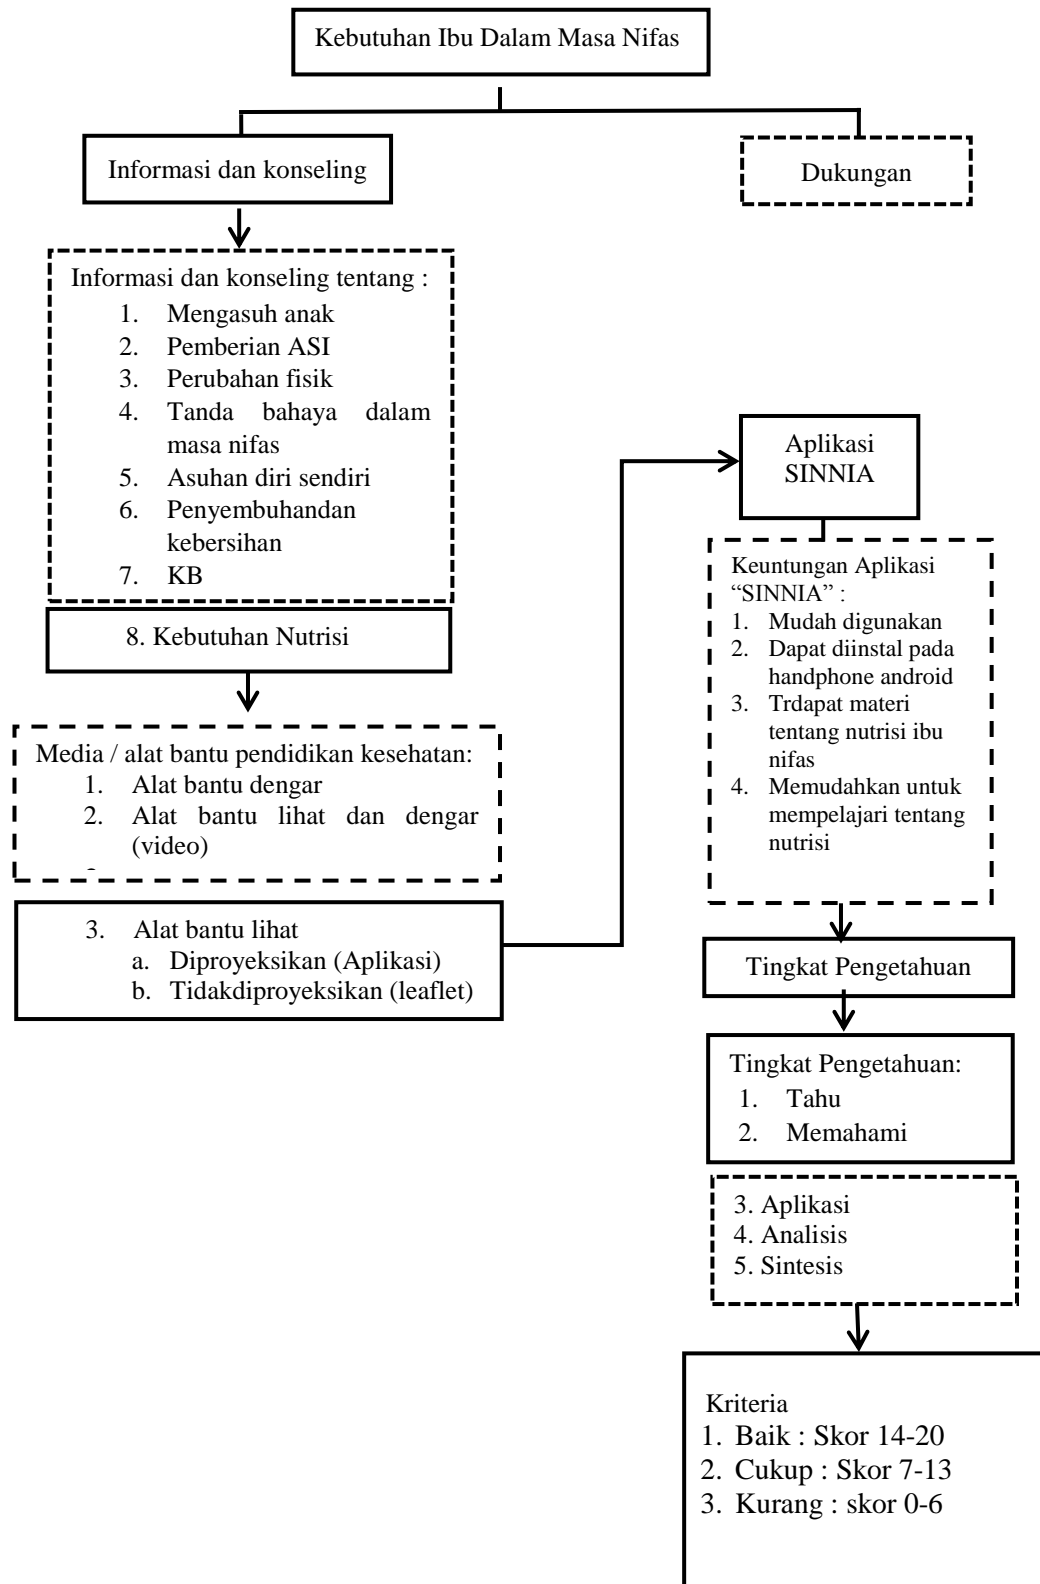 Kebutuhan Ibu Dalam Masa Nifas
Informasi dan konseling
Dukungan
Informasi dan konseling tentang :
1. Mengasuh anak
2. Pemberian ASI
3. Perubahan fisik
4. Tanda bahaya dalam
masa nifas
5. Asuhan diri sendiri
6. Penyembuhandan
kebersihan
7. KB
8. Kebutuhan Nutrisi
Media / alat bantu pendidikan kesehatan:
1. Alat bantu dengar
2. Alat bantu lihat dan dengar
(video)
3. Alat bantu lihat
a. Diproyeksikan (Aplikasi)
b. Tidakdiproyeksikan (leaflet)
Aplikasi
SINNIA
Keuntungan Aplikasi
“SINNIA” :
1. Mudah digunakan
2. Dapat diinstal pada
handphone android
3. Trdapat materi
tentang nutrisi ibu
nifas
4. Memudahkan untuk
mempelajari tentang
nutrisi
Tingkat Pengetahuan
Tingkat Pengetahuan:
1. Tahu
2. Memahami
3. Aplikasi
4. Analisis
5. Sintesis
Kriteria
1. Baik : Skor 14-20
2. Cukup : Skor 7-13
3. Kurang : skor 0-6